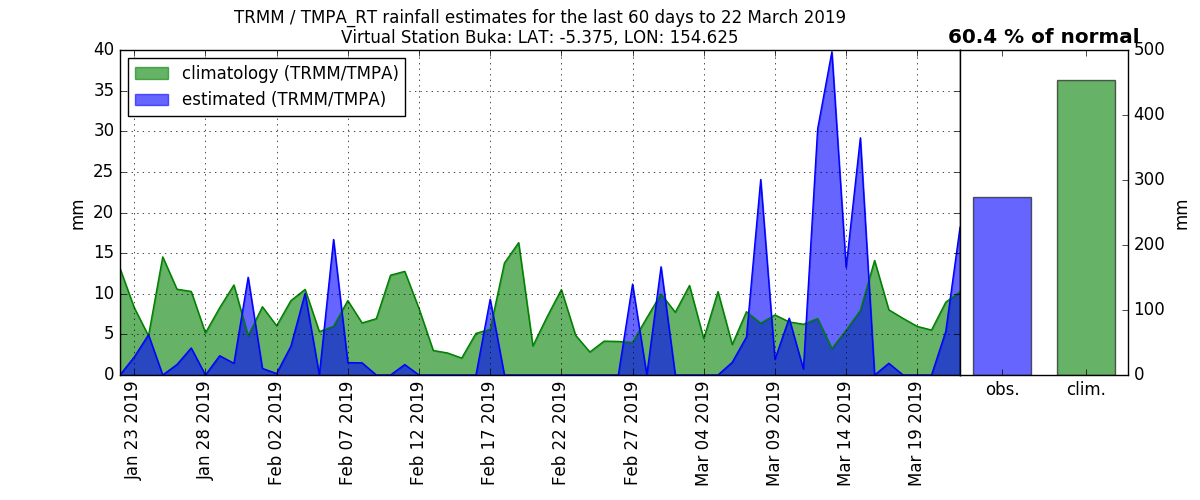 TRMM / TMPA_RT rainfall estimates for the last 60 days to 22 March 2019
Virtual Station Buka: LAT: -5.375, LON: 154.625
60.4 % of normal
climatology (TRMM/TMPA)
estimated (TRMM/TMPA)
40
35
30
25
20
15
10
5
0
mm
Jan 23 2019
Jan 28 2019
Feb 02 2019
Feb 07 2019
Feb 12 2019
Feb 17 2019
Feb 22 2019
Feb 27 2019
Mar 04 2019
Mar 09 2019
Mar 14 2019
Mar 19 2019
obs.
clim.
500
400
300
200
100
0
mm